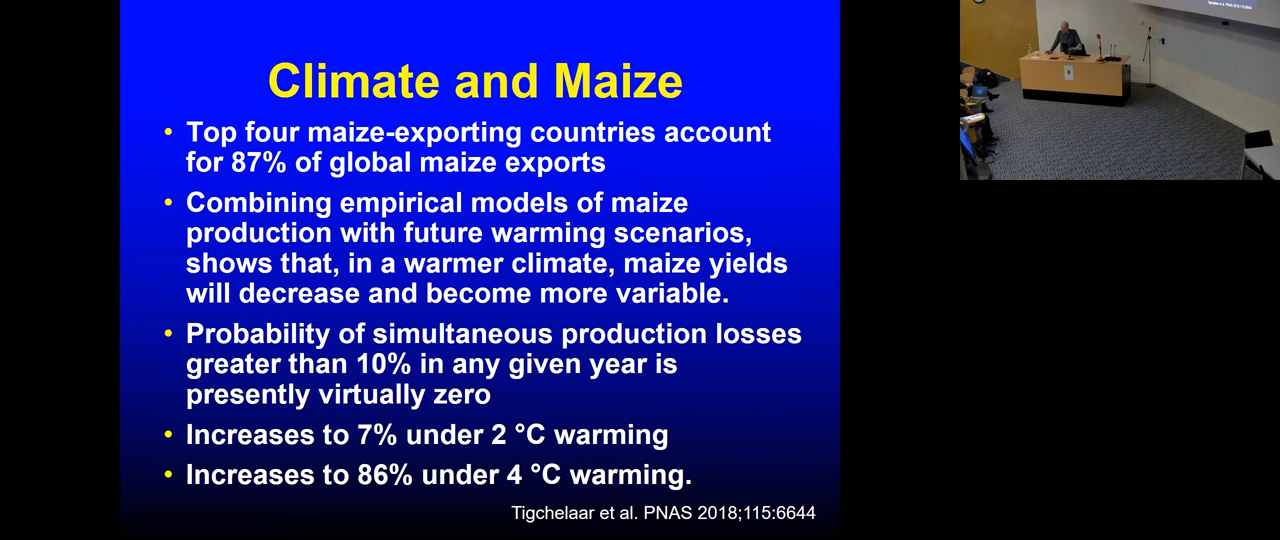 Climate and Maize
• Top four maize-exporting countries account
for 87% of global maize exports
• Combining empirical models of maize
production with future warming scenarios,
shows that, in a warmer climate, maize yields
will decrease and become more variable.
• Probability of simultaneous production losses
greater than 10% in any given year is
presently virtually zero
• Increases to 7% under 2 °C warming
• Increases to 86% under 4 °C warming.
Tigchelaar et al. PNAS 2018;115:6644